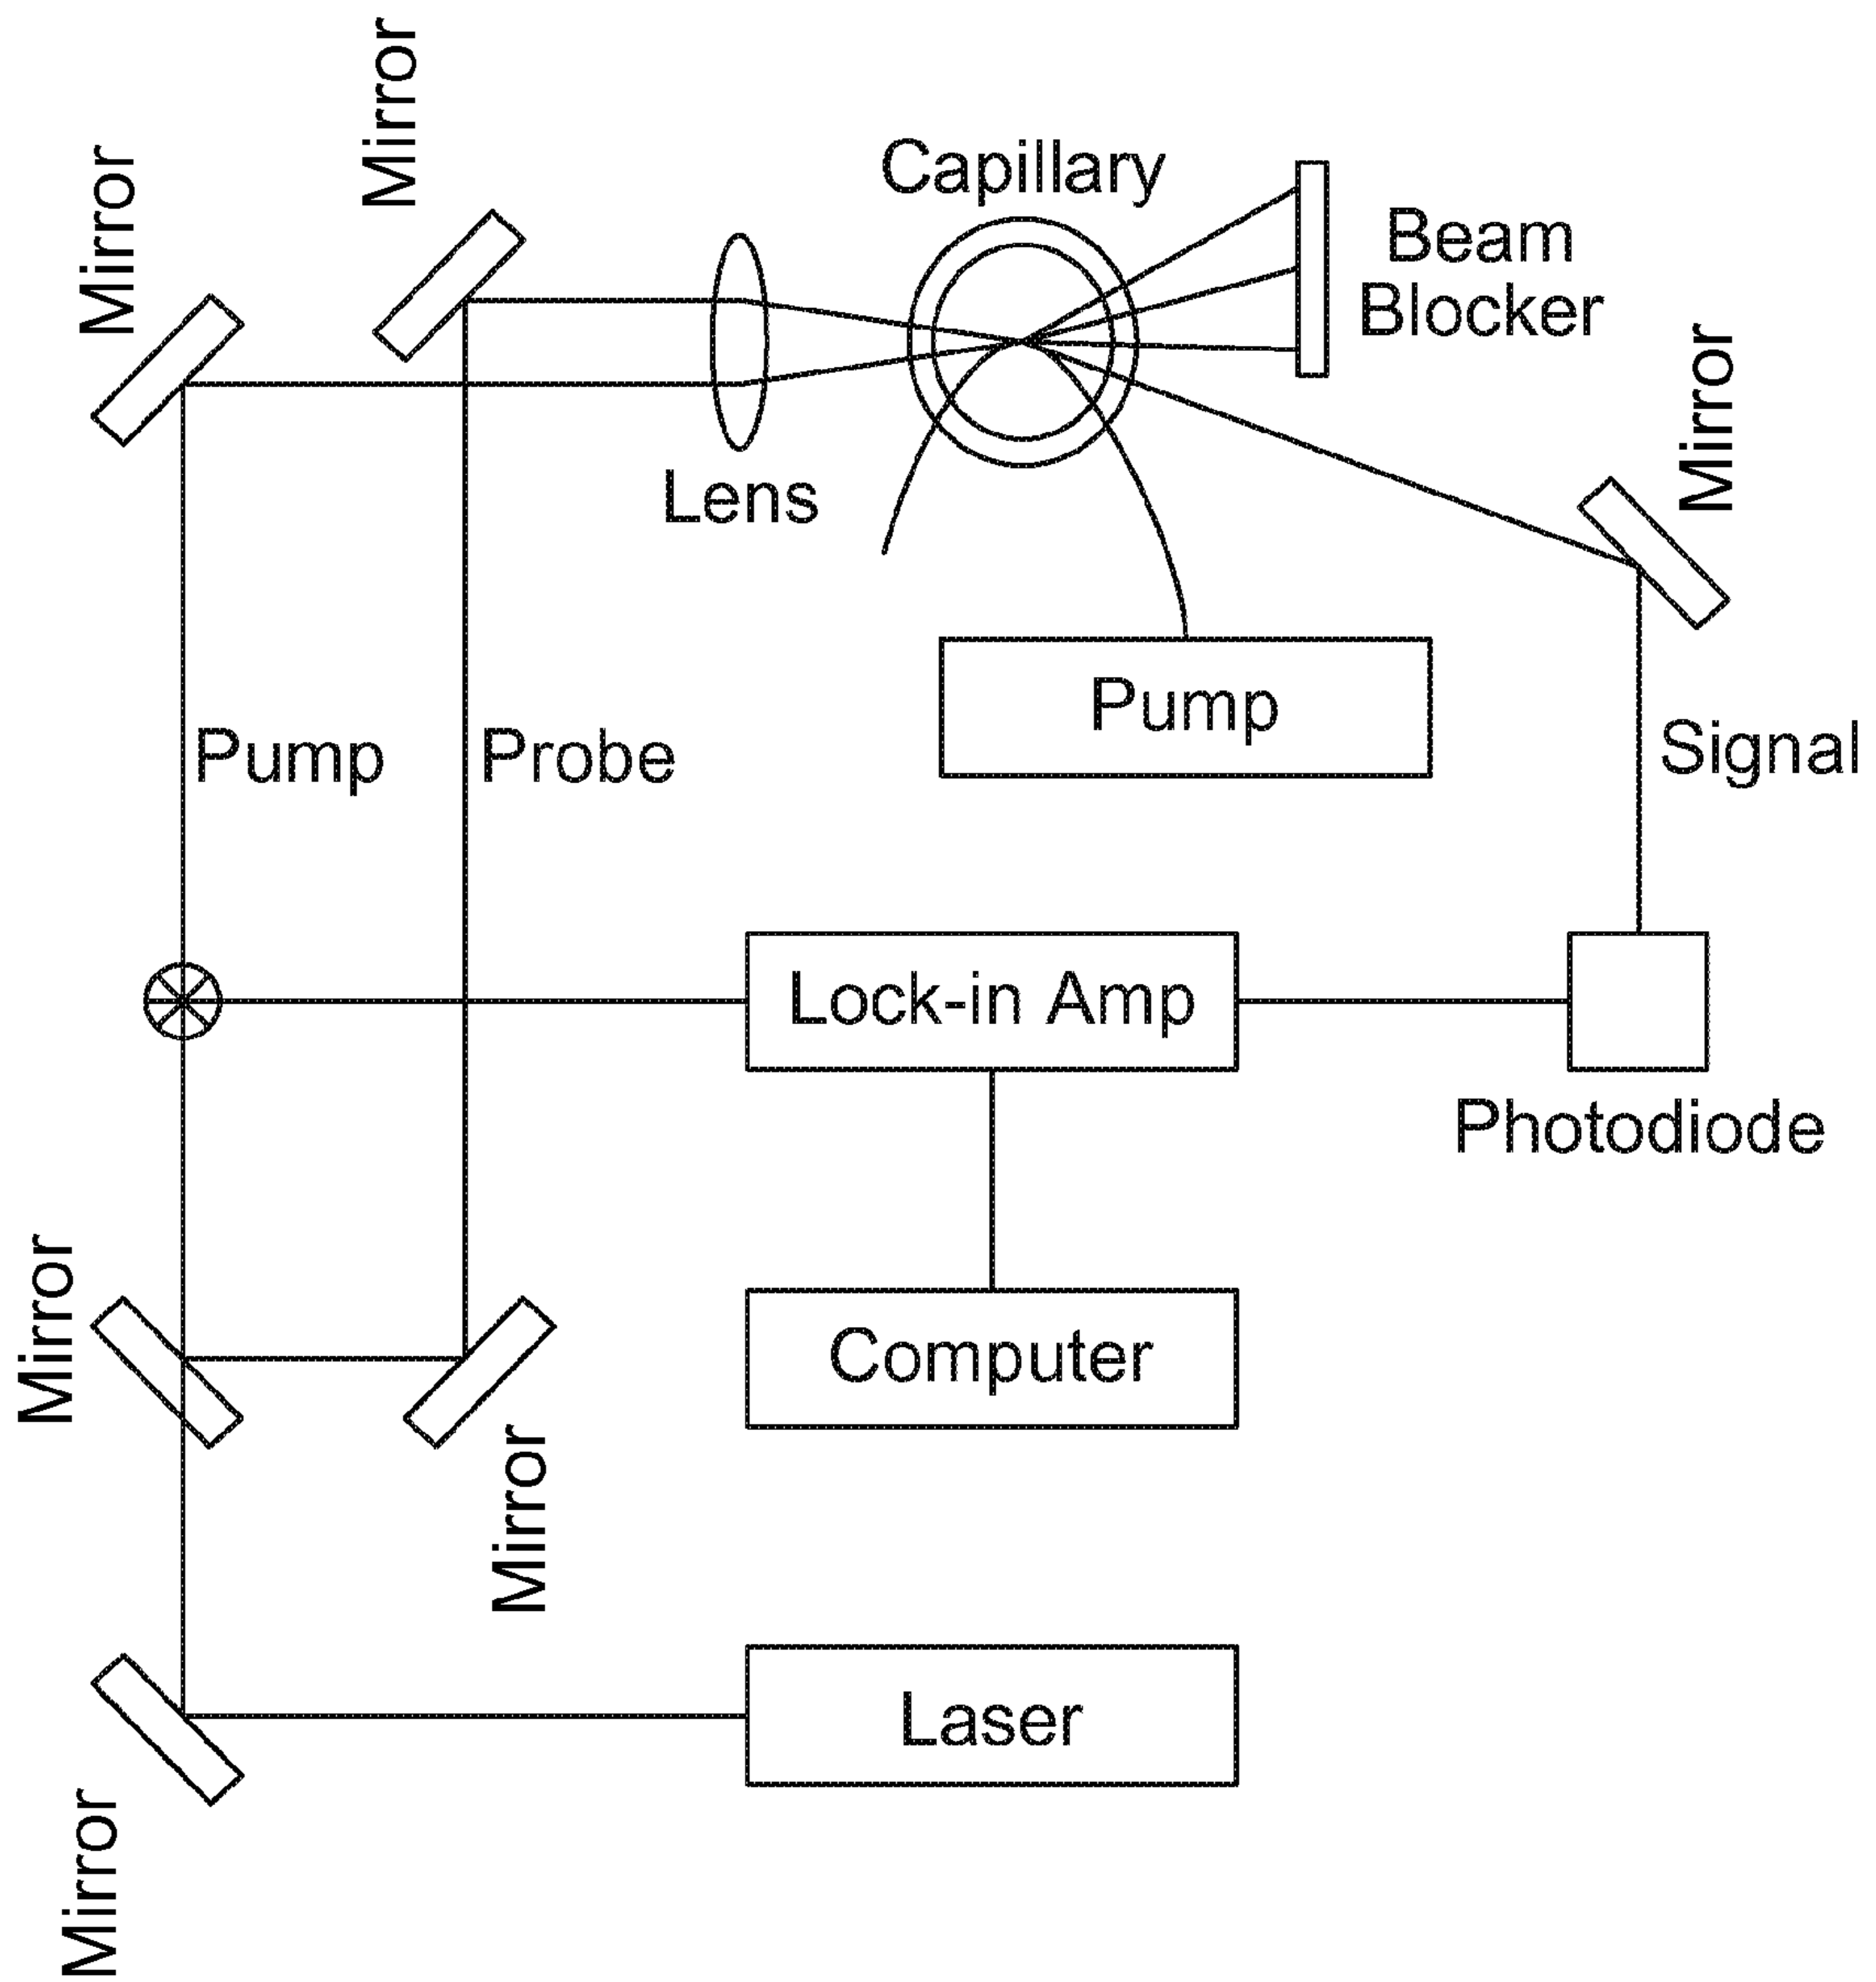 Mirror
Mirror
Capillary
Beam
Blocker
Mirror
Lens
Pump
Pump
Probe
Signal
Lock-in Amp
Photodiode
Mirror
Computer
Mirror
Laser
Mirror